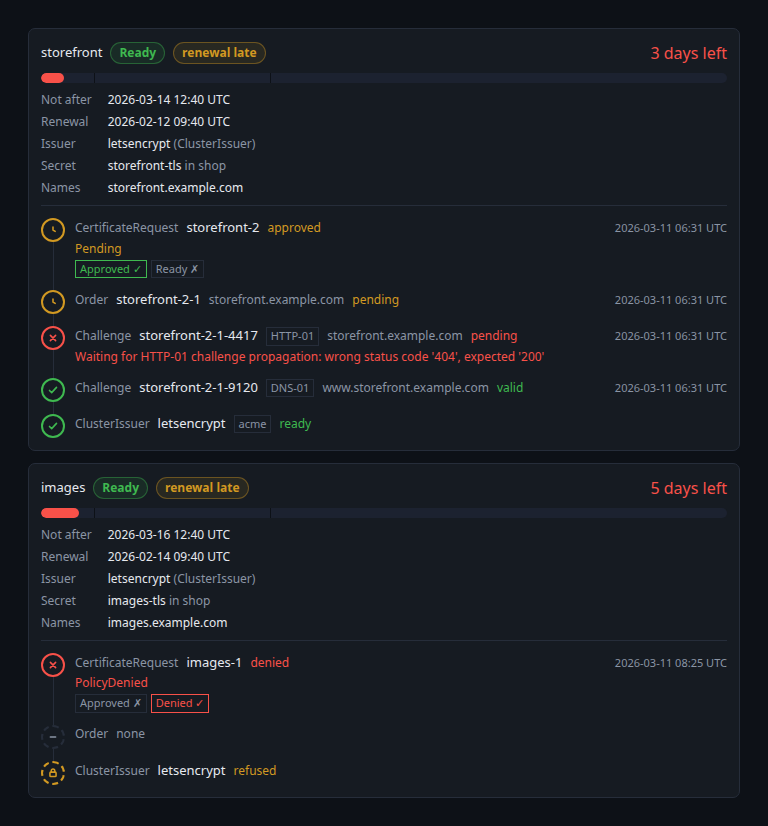 storefront Ready renewal late 3 days left
Not after 2026-03-14 12:40 UTC
Renewal 2026-02-12 09:40 UTC
Issuer letsencrypt (ClusterIssuer)
Secret storefront-tls in shop
Names storefront.example.com
CertificateRequest storefront-2 approved 2026-03-11 06:31 UTC
Pending
Approved ✓ Ready ✗
Order storefront-2-1 storefront.example.com pending 2026-03-11 06:31 UTC
Challenge storefront-2-1-4417 HTTP-01 storefront.example.com pending 2026-03-11 06:31 UTC
Waiting for HTTP-01 challenge propagation: wrong status code '404', expected '200'
Challenge storefront-2-1-9120 DNS-01 www.storefront.example.com valid 2026-03-11 06:31 UTC
ClusterIssuer letsencrypt acme ready
images Ready renewal late 5 days left
Not after 2026-03-16 12:40 UTC
Renewal 2026-02-14 09:40 UTC
Issuer letsencrypt (ClusterIssuer)
Secret images-tls in shop
Names images.example.com
CertificateRequest images-1 denied 2026-03-11 08:25 UTC
PolicyDenied
Approved ✗ Denied ✓
Order none
ClusterIssuer letsencrypt refused